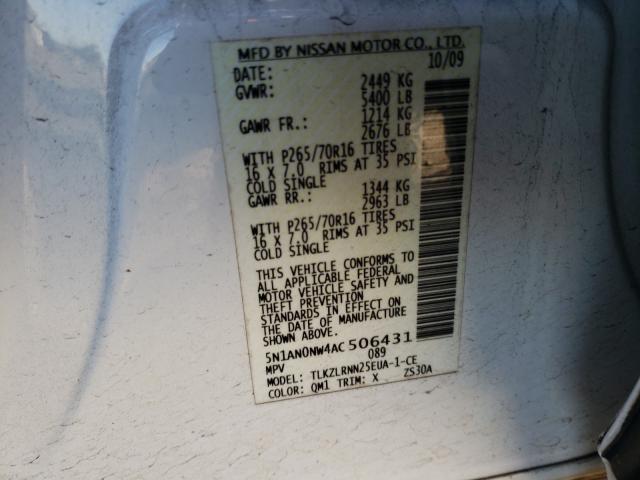 MFD BY NISSAN MOTOR CO., LTD.
DATE: 10/09
GVWR: 2449 KG
5400 LB
GAWR FR.: 1214 KG
2676 LB
WITH P265/70R16 TIRES
16 X 7.0 RIMS AT 35 PSI
COLD SINGLE
GAWR RR.: 1344 KG
2963 LB
WITH P265/70R16 TIRES
16 X 7.0 RIMS AT 35 PSI
COLD SINGLE
THIS VEHICLE CONFORMS TO
ALL APPLICABLE FEDERAL
MOTOR VEHICLE SAFETY AND
THEFT PREVENTION
STANDARDS IN EFFECT ON
THE DATE OF MANUFACTURE
SHOWN ABOVE.
5N1AN0NW4AC506431
MPV 089
MODEL: TLKZLRNN25EUA-1-CE
COLOR: QM1 TRIM: X ZS30A